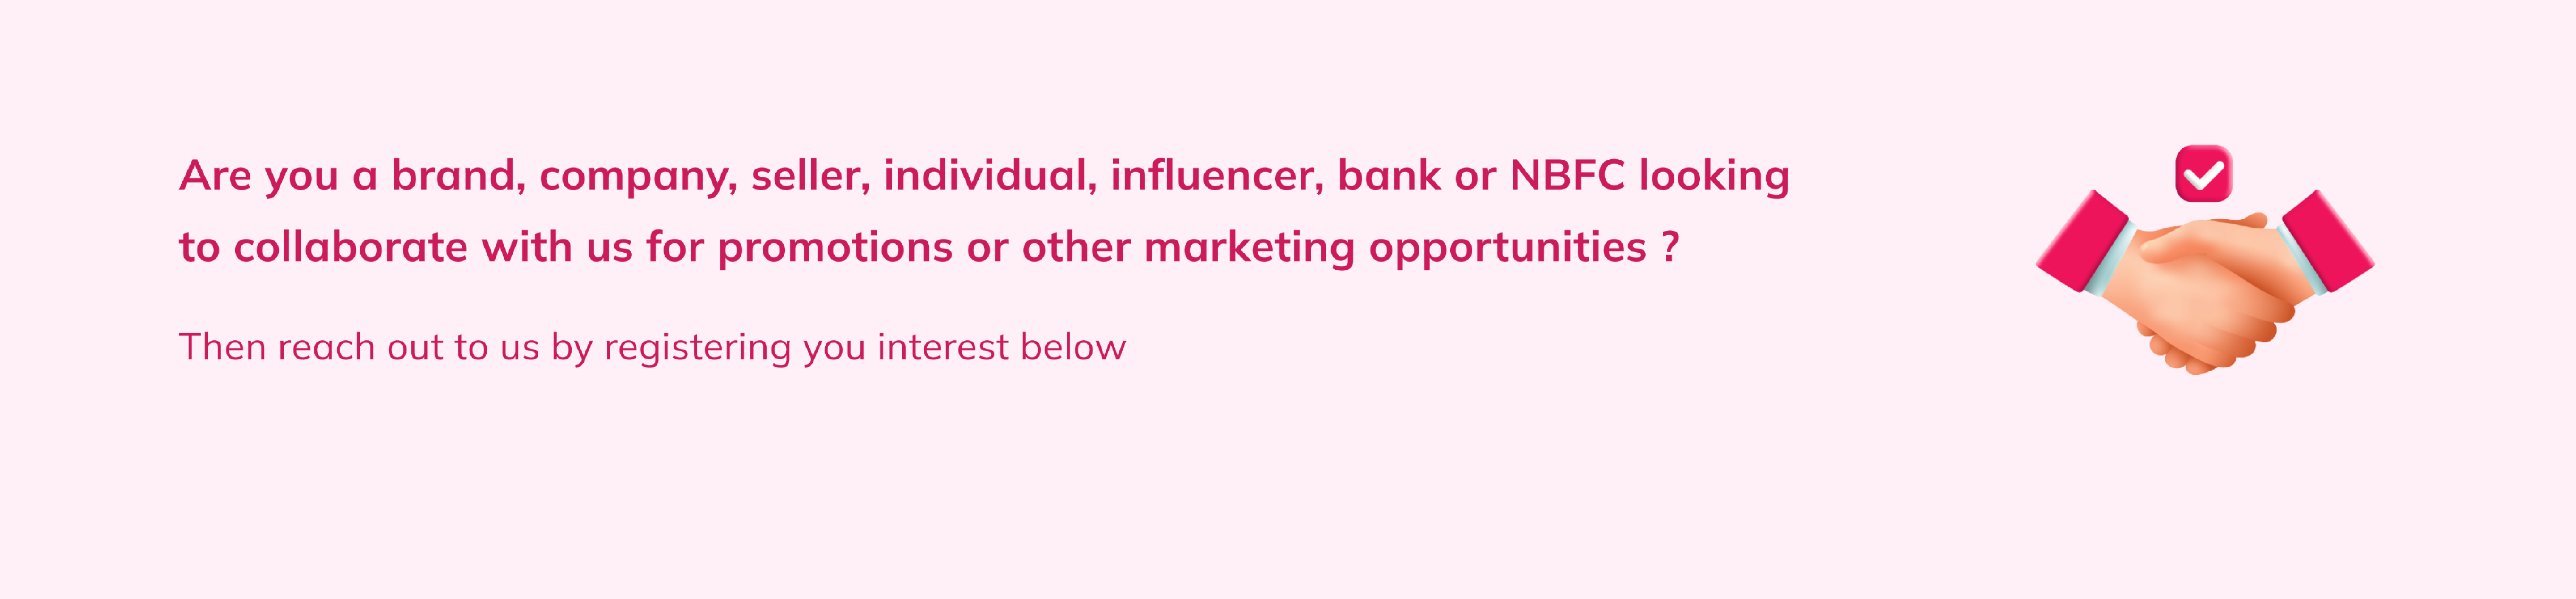 Are you a brand, company, seller, individual, influencer, bank or NBFC looking
to collaborate with us for promotions or other marketing opportunities ?
Then reach out to us by registering you interest below